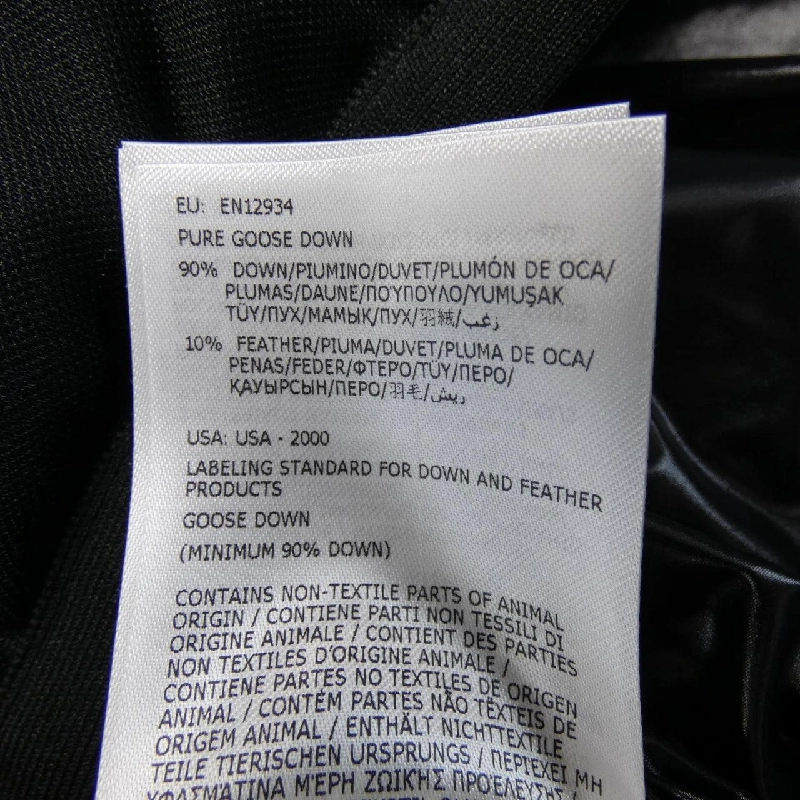 EU: EN12934
PURE GOOSE DOWN
90% DOWN/PIUMINO/DUVET/PLUMÓN DE OCA/
PLUMAS/DAUNE/ΠΟΥΠΟΥΛΟ/YUMUŞAK
TÜY/ПУХ/МАМЫҚ/ПУХ/羽絨/زغب
10% FEATHER/PIUMA/DUVET/PLUMA DE OCA/
PENAS/FEDER/ΦΤΕΡΟ/TÜY/ПЕРО/
ҚАУЫРСЫН/ПЕРО/羽毛/ريش
USA: USA - 2000
LABELING STANDARD FOR DOWN AND FEATHER
PRODUCTS
GOOSE DOWN
(MINIMUM 90% DOWN)
CONTAINS NON-TEXTILE PARTS OF ANIMAL
ORIGIN / CONTIENE PARTI NON TESSILI DI
ORIGINE ANIMALE / CONTIENT DES PARTIES
NON TEXTILES D'ORIGINE ANIMALE /
CONTIENE PARTES NO TEXTILES DE ORIGEN
ANIMAL / CONTÉM PARTES NÃO TÊXTEIS DE
ORIGEM ANIMAL / ENTHÄLT NICHTTEXTILE
TEILE TIERISCHEN URSPRUNGS / ΠΕΡΙΕΧΕΙ ΜΗ
ΥΦΑΣΜΑΤΙΝΑ ΜΈΡΗ ΖΩΙΚΗΣ ΠΡΟΕΛΕΥΣΗΣ /